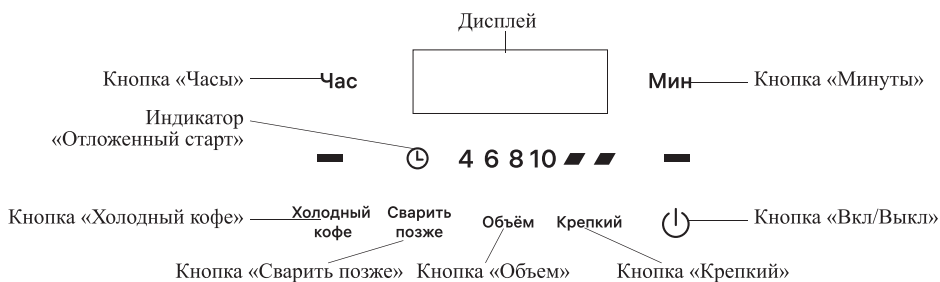 Дисплей
Кнопка «Часы»
Час
Мин
Кнопка «Минуты»
Индикатор
«Отложенный старт»
4 6 8 10
Кнопка «Холодный кофе»
Холодный
кофе
Сварить
позже
Объём
Крепкий
Кнопка «Вкл/Выкл»
Кнопка «Сварить позже»
Кнопка «Объем»
Кнопка «Крепкий»